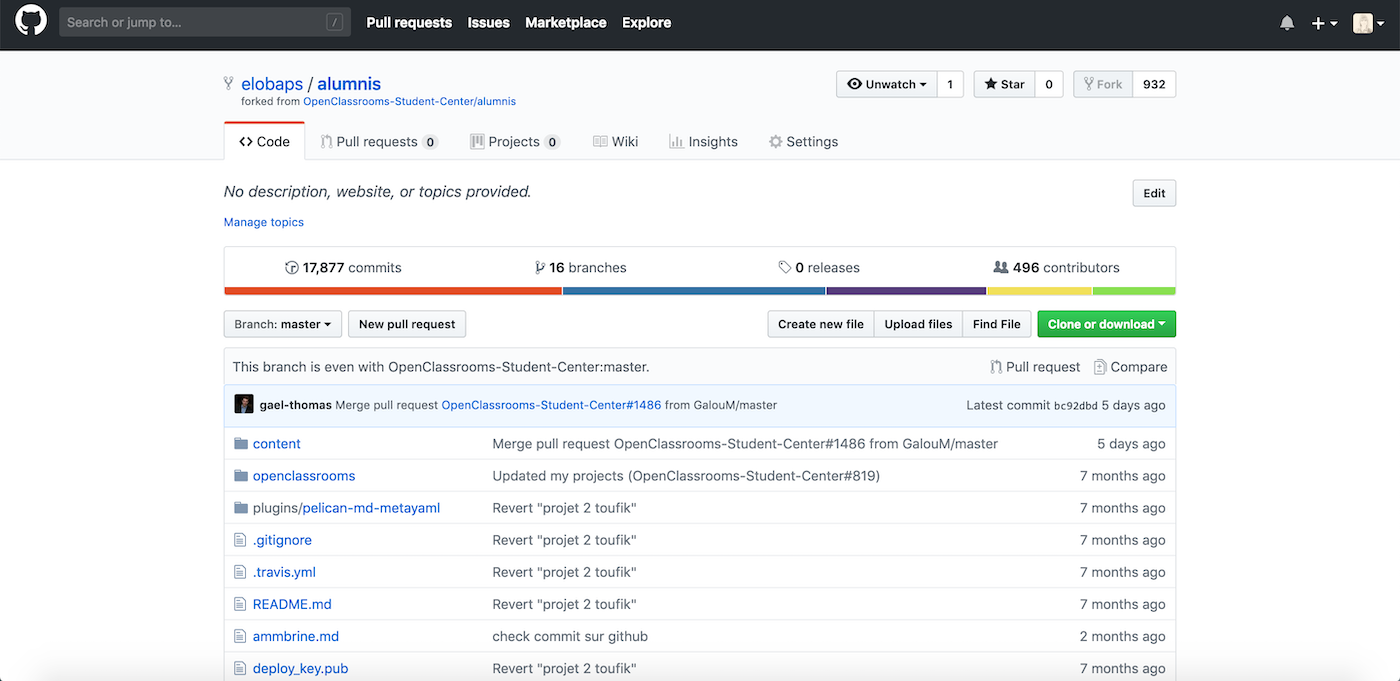 Search or jump to... /
Pull requests Issues Marketplace Explore
elobaps / alumnis
forked from OpenClassrooms-Student-Center/alumnis
Unwatch 1 Star 0 Fork 932
Code Pull requests 0 Projects 0 Wiki Insights Settings
No description, website, or topics provided.
Edit
Manage topics
17,877 commits 16 branches 0 releases 496 contributors
Branch: master New pull request Create new file Upload files Find File Clone or download
This branch is even with OpenClassrooms-Student-Center:master. Pull request Compare
gael-thomas Merge pull request OpenClassrooms-Student-Center#1486 from GalouM/master Latest commit bc92dbd 5 days ago
content Merge pull request OpenClassrooms-Student-Center#1486 from GalouM/master 5 days ago
openclassrooms Updated my projects (OpenClassrooms-Student-Center#819) 7 months ago
plugins/pelican-md-metayaml Revert "projet 2 toufik" 7 months ago
.gitignore Revert "projet 2 toufik" 7 months ago
.travis.yml Revert "projet 2 toufik" 7 months ago
README.md Revert "projet 2 toufik" 7 months ago
ammbrine.md check commit sur github 2 months ago
deploy_key.pub Revert "projet 2 toufik" 7 months ago